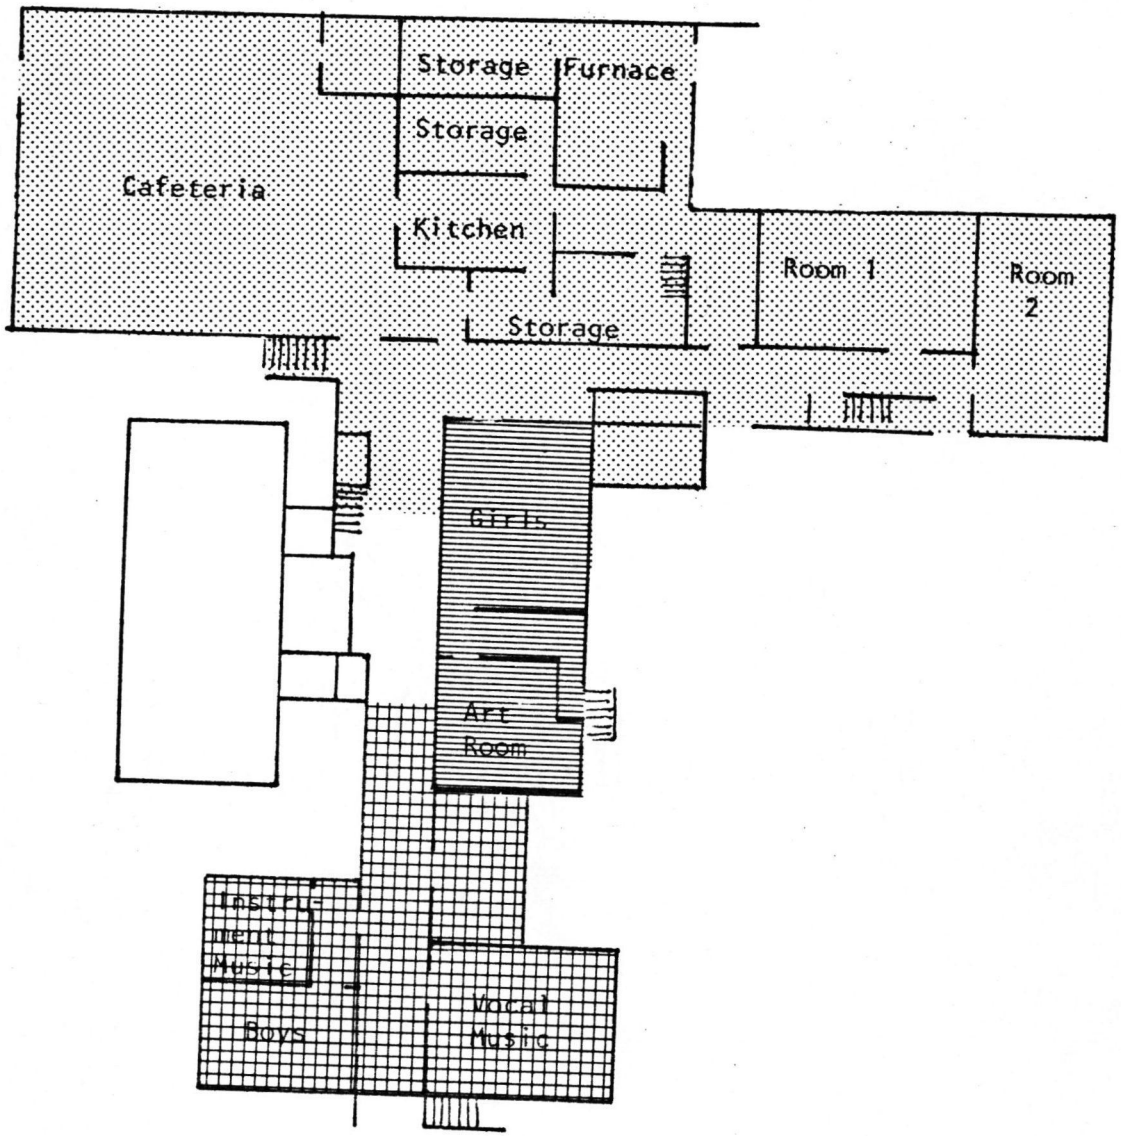 Storage
Furnace
Storage
Cafeteria
Kitchen
Room 1
Room
2
Storage
Girls
Art
Room
Instru-
ment
Music
Boys
Vocal
Music